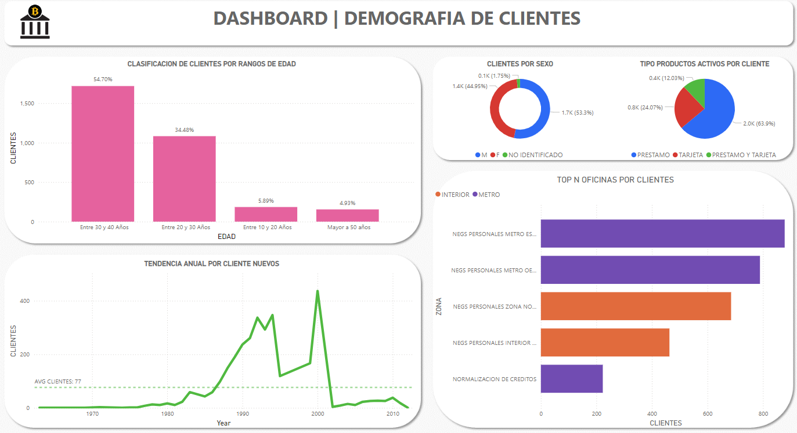 DASHBOARD | DEMOGRAFIA DE CLIENTES
CLASIFICACION DE CLIENTES POR RANGOS DE EDAD
54.70%
34.48%
5.89%
4.93%
1,500
1,000
500
0
CLIENTES
Entre 30 y 40 Años
Entre 20 y 30 Años
Entre 10 y 20 Años
Mayor a 50 años
EDAD
CLIENTES POR SEXO
0.1K (1.75%)
1.4K (44.95%)
1.7K (53.3%)
M F NO IDENTIFICADO
TIPO PRODUCTOS ACTIVOS POR CLIENTE
0.4K (12.03%)
0.8K (24.07%)
2.0K (63.9%)
PRESTAMO TARJETA PRESTAMO Y TARJETA
TENDENCIA ANUAL POR CLIENTE NUEVOS
400
200
0
CLIENTES
AVG CLIENTES: 77
1970
1980
1990
2000
2010
Year
TOP N OFICINAS POR CLIENTES
INTERIOR METRO
NEGS PERSONALES METRO ES...
NEGS PERSONALES METRO OE...
NEGS PERSONALES ZONA NO...
NEGS PERSONALES INTERIOR ...
NORMALIZACION DE CREDITOS
ZONA
0
200
400
600
800
CLIENTES